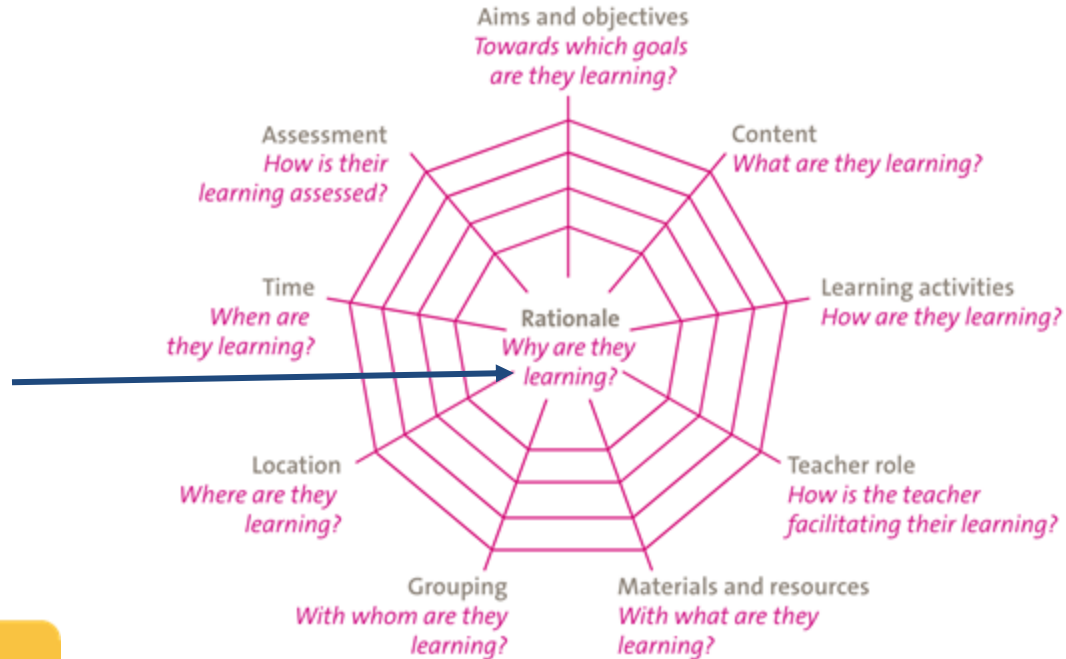 Aims and objectives
Towards which goals
are they learning?
Assessment
How is their
learning assessed?
Content
What are they learning?
Time
When are
they learning?
Rationale
Why are they
learning?
Learning activities
How are they learning?
Location
Where are they
learning?
Teacher role
How is the teacher
facilitating their learning?
Grouping
With whom are they
learning?
Materials and resources
With what are they
learning?